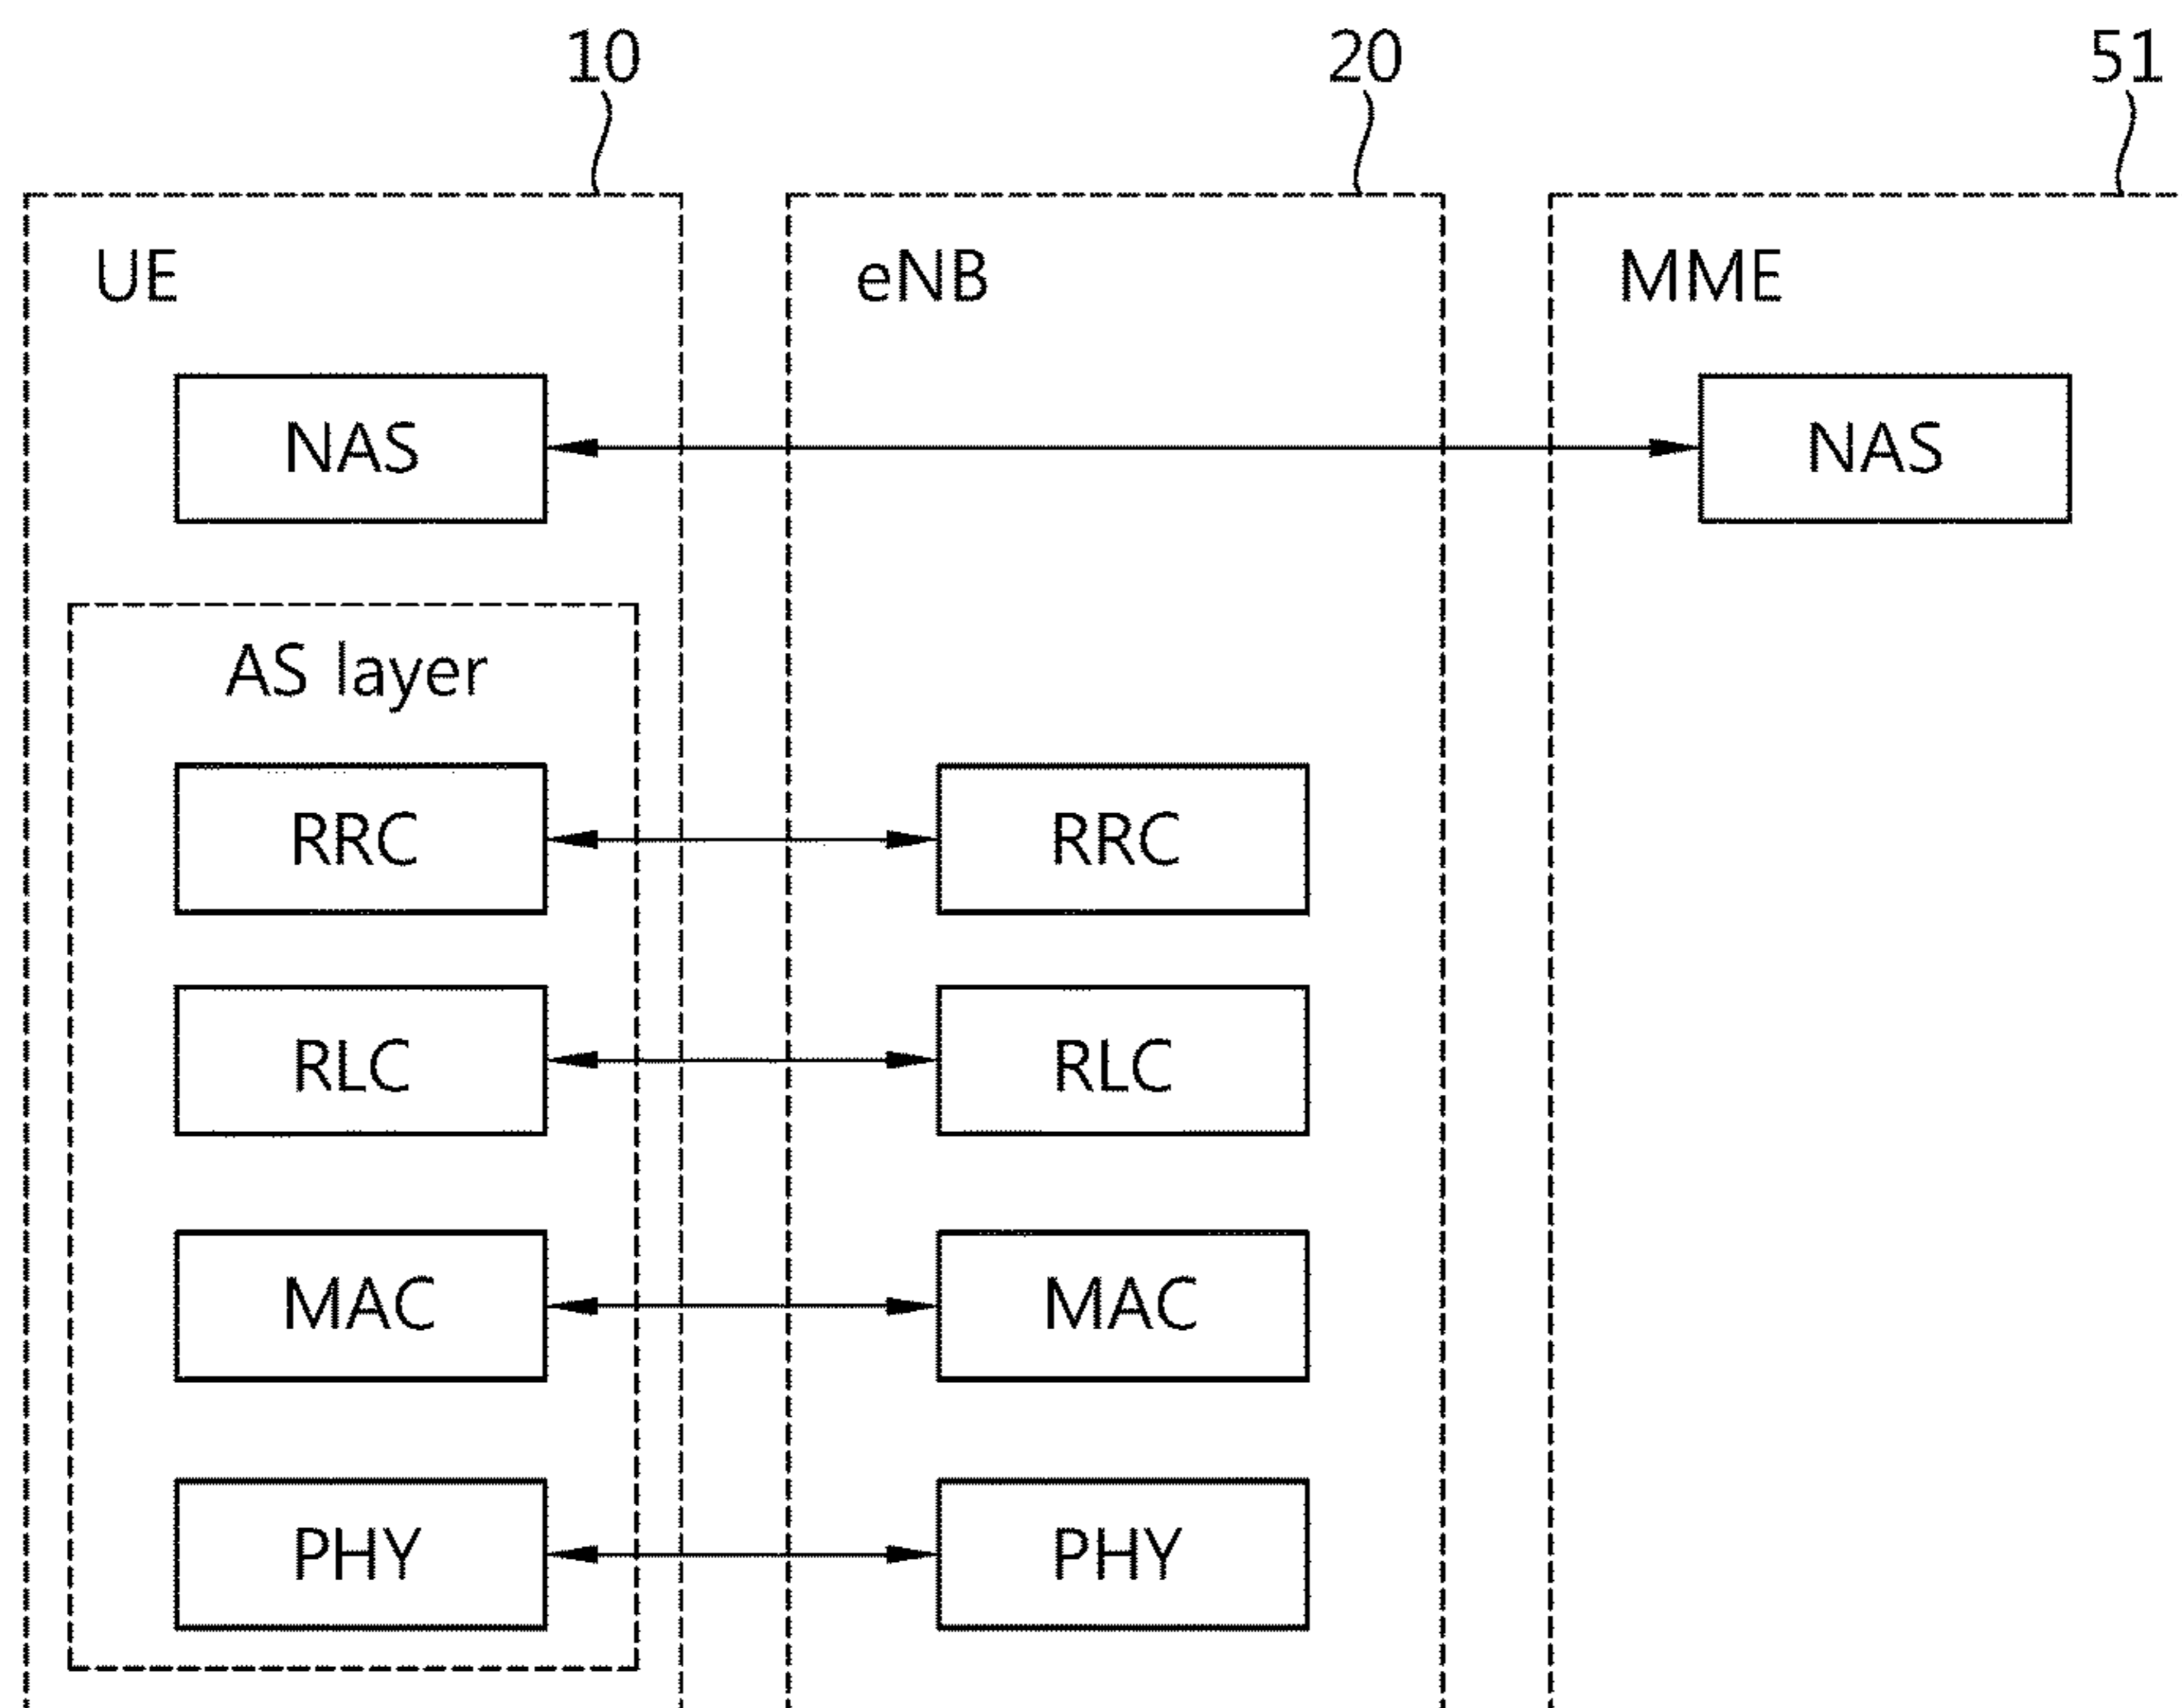 10 20 51
UE eNB MME
NAS NAS
AS layer
RRC RRC
RLC RLC
MAC MAC
PHY PHY